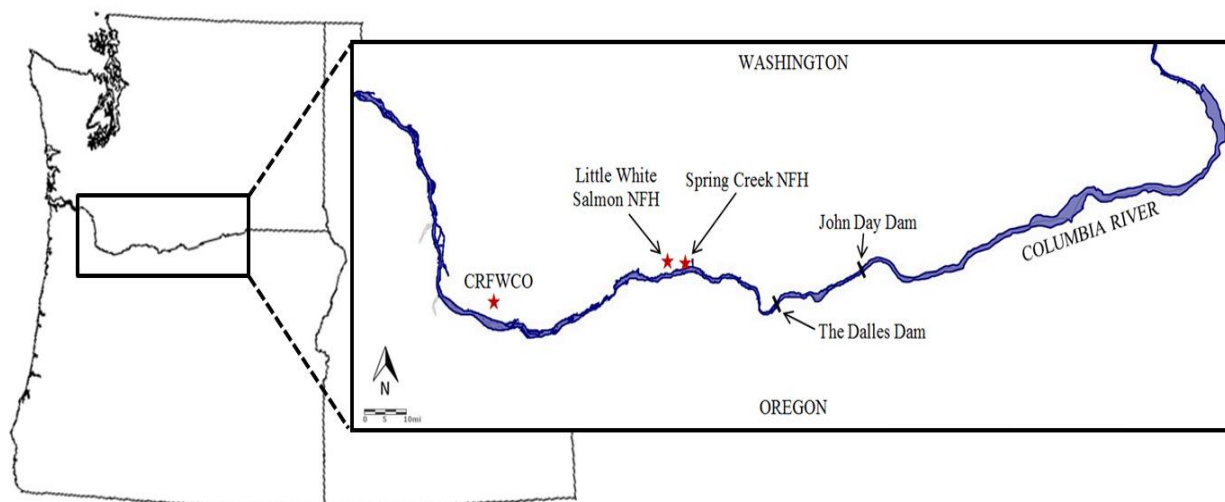 WASHINGTON
Little White
Salmon NFH
Spring Creek NFH
John Day Dam
COLUMBIA RIVER
CRFWCO
The Dalles Dam
N
0 5 10mi
OREGON